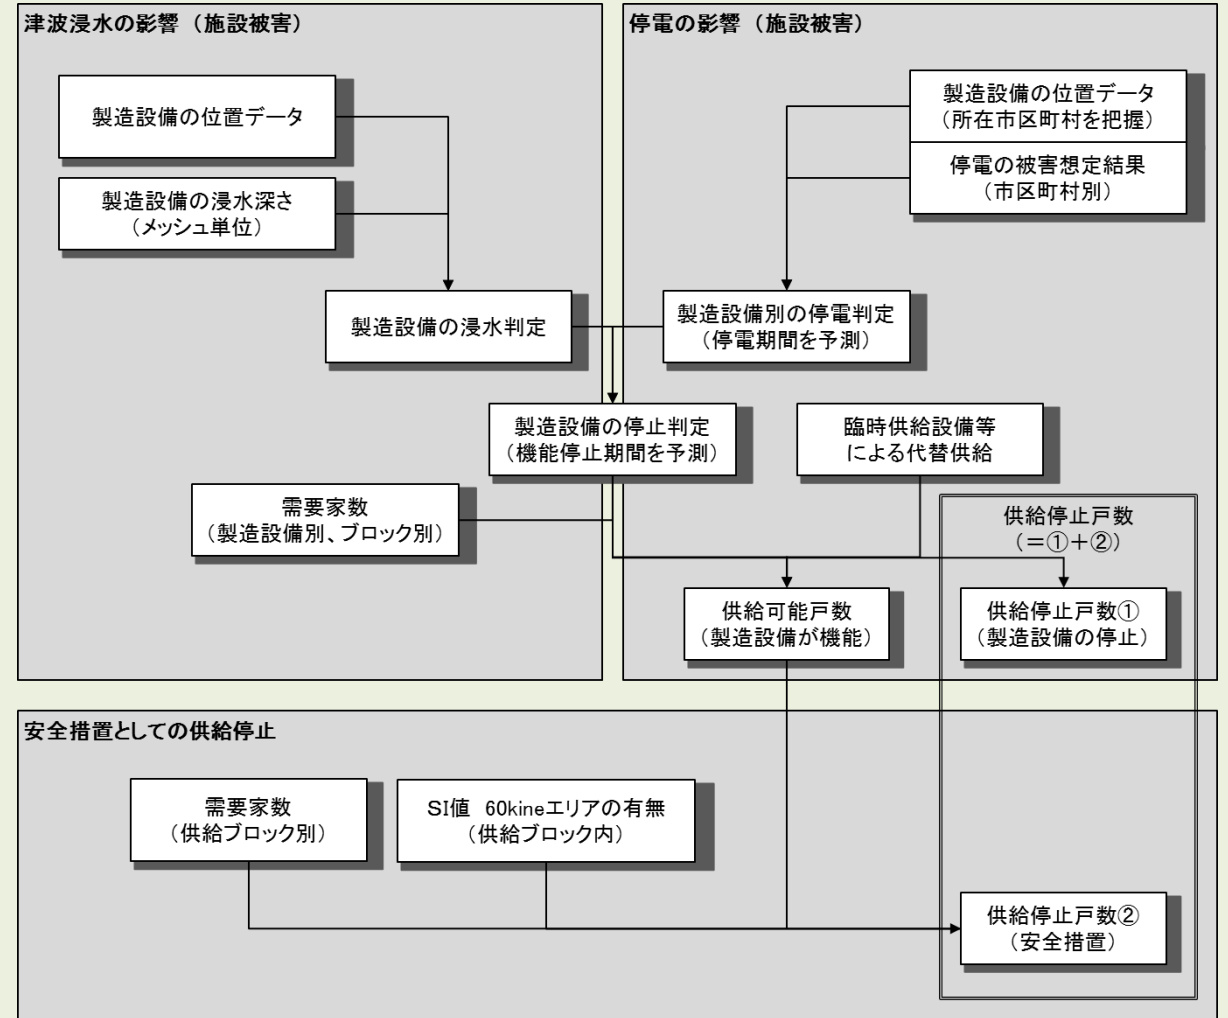 津波浸水の影響（施設被害）
製造設備の位置データ
製造設備の浸水深さ
（メッシュ単位）
製造設備の浸水判定
停電の影響（施設被害）
製造設備の位置データ
（所在市区町村を把握）
停電の被害想定結果
（市区町村別）
製造設備別の停電判定
（停電期間を予測）
製造設備の停止判定
（機能停止期間を予測）
臨時供給設備等
による代替供給
需要家数
（製造設備別、ブロック別）
供給停止戸数
（＝①＋②）
供給可能戸数
（製造設備が機能）
供給停止戸数①
（製造設備の停止）
安全措置としての供給停止
需要家数
（供給ブロック別）
SI値 60kineエリアの有無
（供給ブロック内）
供給停止戸数②
（安全措置）